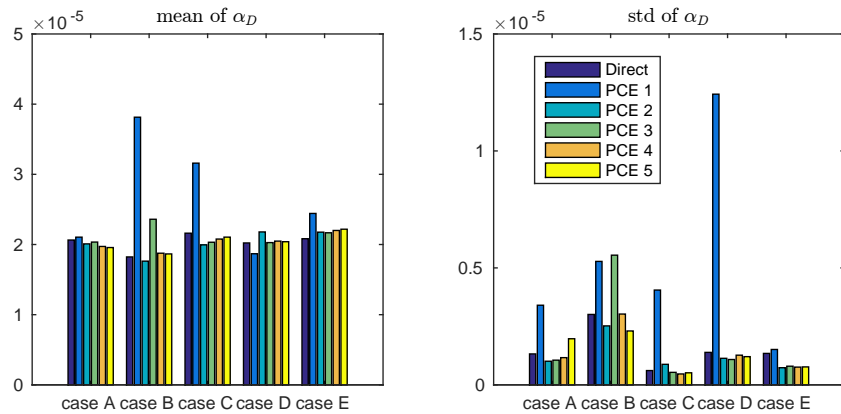 mean of α_D
×10^-5
5
4
3
2
1
0
case A case B case C case D case E
std of α_D
×10^-5
1.5
1
0.5
0
case A case B case C case D case E
Direct
PCE 1
PCE 2
PCE 3
PCE 4
PCE 5